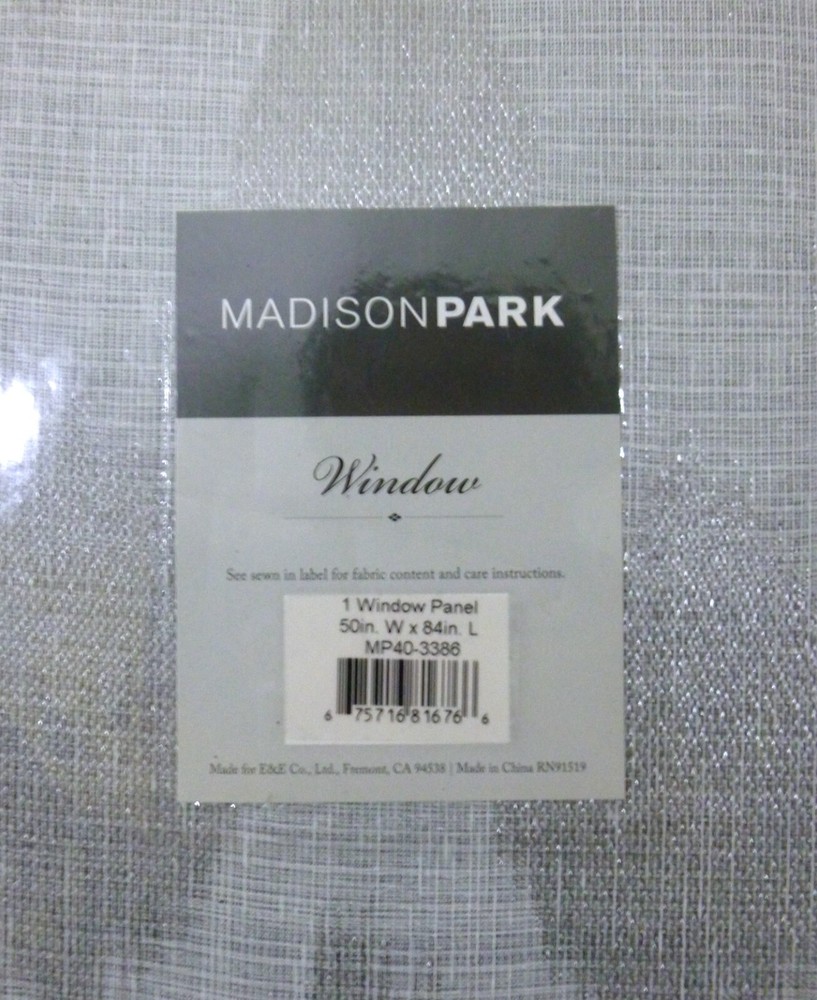 MADISONPARK
Window
See sewn in label for fabric content and care instructions.
1 Window Panel
50in. W x 84in. L
MP40-3386
6 75716 81676 6
Made for E&E Co., Ltd., Fremont, CA 94538 | Made in China RN91519